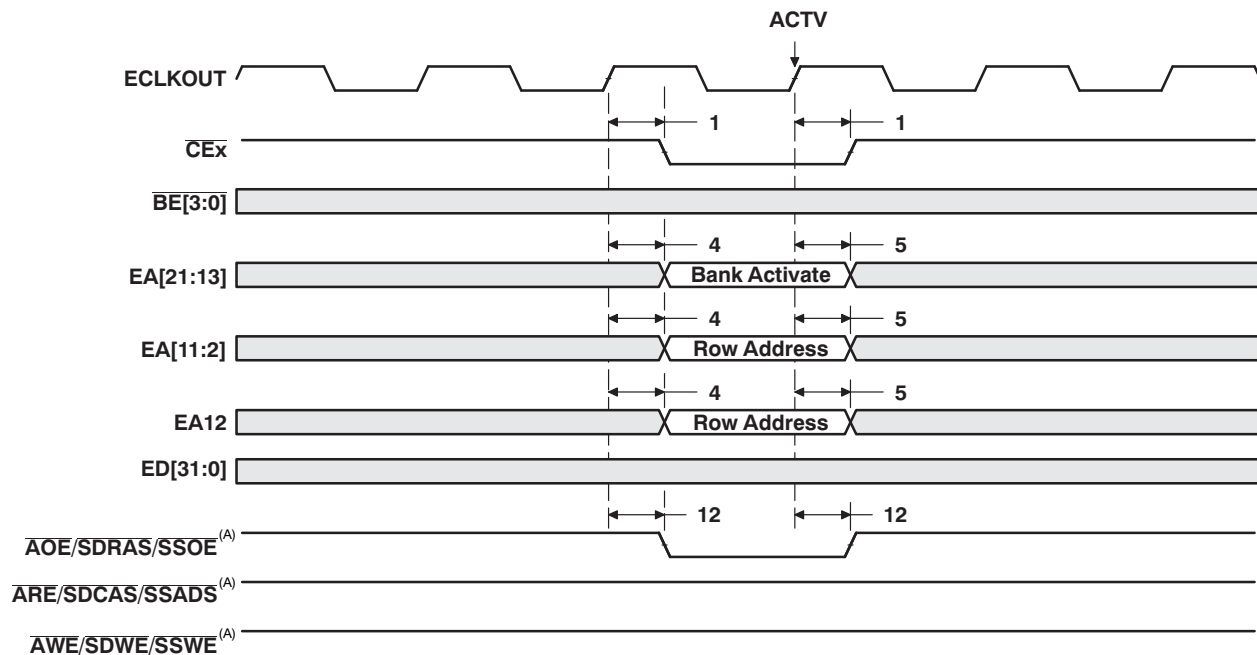 ACTV
ECLKOUT
1 1
CEx
BE[3:0]
4 5
EA[21:13] Bank Activate
4 5
EA[11:2] Row Address
4 5
EA12 Row Address
ED[31:0]
12 12
AOE/SDRAS/SSOE(A)
ARE/SDCAS/SSADS(A)
AWE/SDWE/SSWE(A)